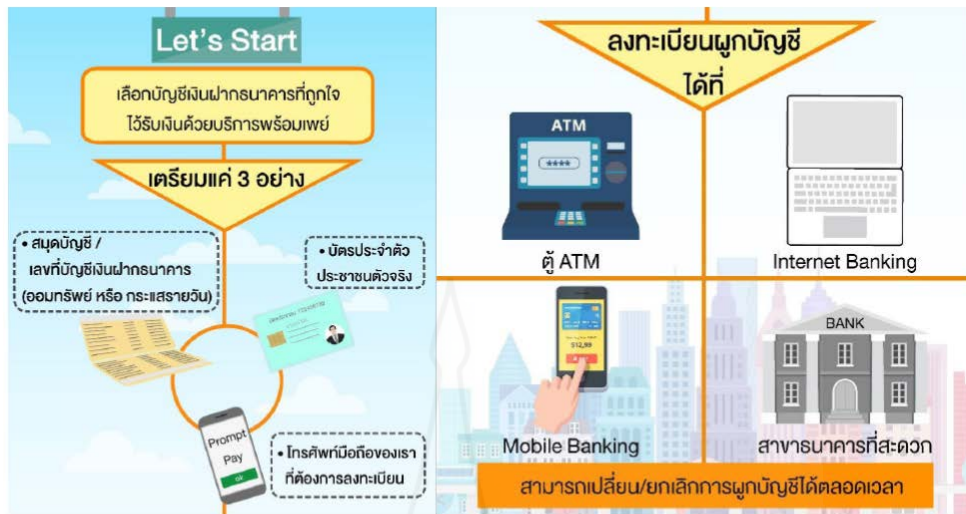 Let's Start
เลือกบัญชีเงินฝากธนาคารที่ถูกใจ
ไว้รับเงินด้วยบริการพร้อมเพย์
เตรียมแค่ 3 อย่าง
• สมุดบัญชี /
เลขที่บัญชีเงินฝากธนาคาร
(ออมทรัพย์ หรือ กระแสรายวัน)
• บัตรประจำตัว
ประชาชนตัวจริง
Prompt
Pay
• โทรศัพท์มือถือของเรา
ที่ต้องการลงทะเบียน
ลงทะเบียนผูกบัญชี
ได้ที่
ATM
****
ตู้ ATM
Internet Banking
$12,99
Mobile Banking
BANK
สาขาธนาคารที่สะดวก
สามารถเปลี่ยน/ยกเลิกการผูกบัญชีได้ตลอดเวลา